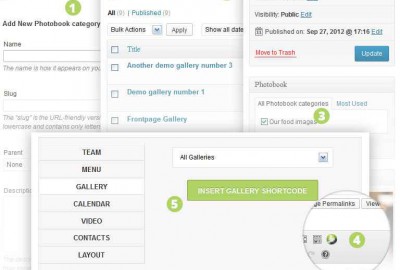 1
Add New Photobook category
Name
The name is how it appears on your
Slug
The "slug" is the URL-friendly versi
lowercase and contains only letter
Parent
None
Descriptio
All (9) | Published (9)
Bulk Actions
Apply
Show all date
Title
Another demo gallery number 3
Demo gallery number 1
Frontpage Gallery
Visibility: Public Edit
Published on: Sep 27, 2012 @ 17:16 Edit
Move to Trash
Update
Photobook
All Photobook categories
Most Used
Our food images
3
TEAM
MENU
GALLERY
CALENDAR
VIDEO
CONTACTS
LAYOUT
All Galleries
INSERT GALLERY SHORTCODE
5
ge Permalinks
View
4